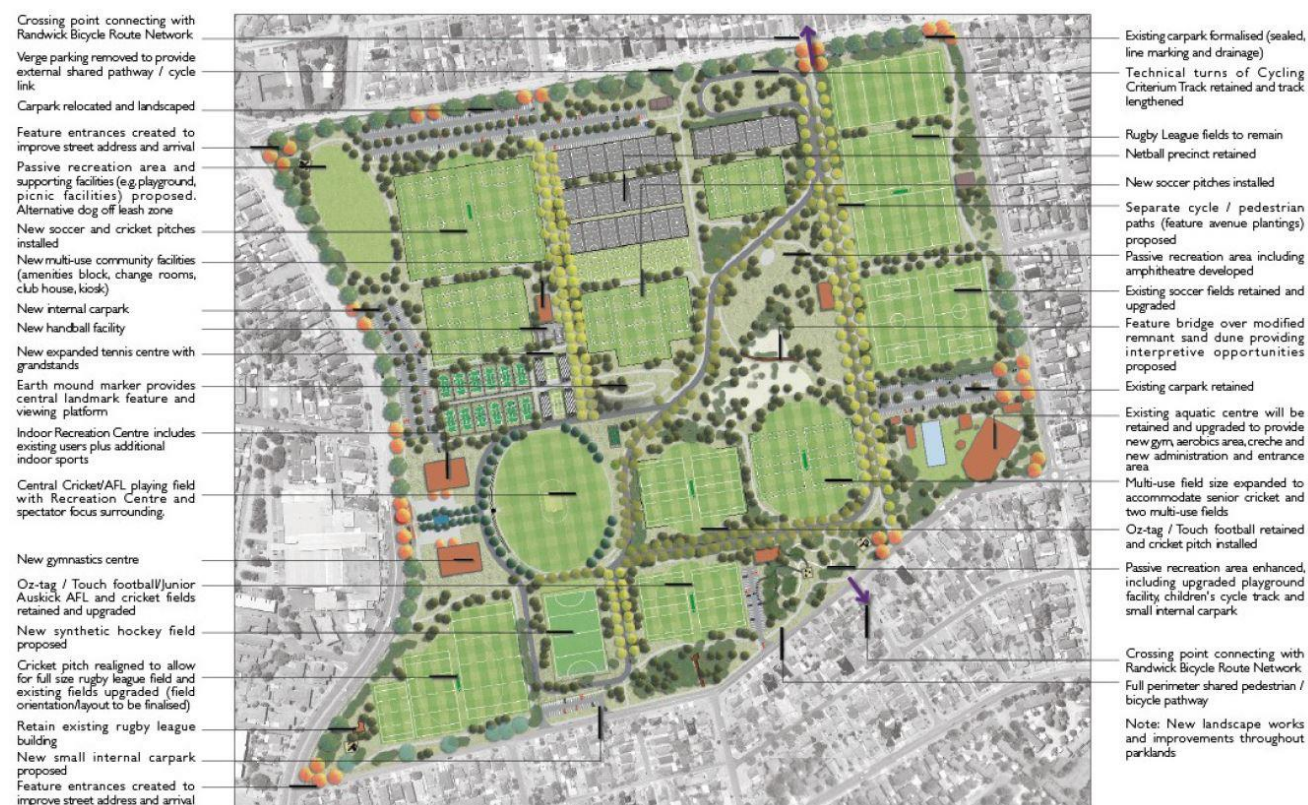 Crossing point connecting with
Randwick Bicycle Route Network
Verge parking removed to provide
external shared pathway / cycle
link
Carpark relocated and landscaped
Feature entrances created to
improve street address and arrival
Passive recreation area and
supporting facilities (e.g. playground,
picnic facilities) proposed.
Alternative dog off leash zone
New soccer and cricket pitches
installed
New multi-use community facilities
(amenities block, change rooms,
club house, kiosk)
New internal carpark
New handball facility
New expanded tennis centre with
grandstands
Earth mound marker provides
central landmark feature and
viewing platform
Indoor Recreation Centre includes
existing users plus additional
indoor sports
Central Cricket/AFL playing field
with Recreation Centre and
spectator focus surrounding.
New gymnastics centre
Oz-tag / Touch football/Junior
Auskick AFL and cricket fields
retained and upgraded
New synthetic hockey field
proposed
Cricket pitch realigned to allow
for full size rugby league field and
existing fields upgraded (field
orientation/layout to be finalised)
Retain existing rugby league
building
New small internal carpark
proposed
Feature entrances created to
improve street address and arrival
Existing carpark formalised (sealed,
line marking and drainage)
Technical turns of Cycling
Criterium Track retained and track
lengthened
Rugby League fields to remain
Netball precinct retained
New soccer pitches installed
Separate cycle / pedestrian
paths (feature avenue plantings)
proposed
Passive recreation area including
amphitheatre developed
Existing soccer fields retained and
upgraded
Feature bridge over modified
remnant sand dune providing
interpretive opportunities
proposed
Existing carpark retained
Existing aquatic centre will be
retained and upgraded to provide
new gym, aerobics area, creche and
new administration and entrance
area
Multi-use field size expanded to
accommodate senior cricket and
two multi-use fields
Oz-tag / Touch football retained
and cricket pitch installed
Passive recreation area enhanced,
including upgraded playground
facility, children's cycle track and
small internal carpark
Crossing point connecting with
Randwick Bicycle Route Network
Full perimeter shared pedestrian /
bicycle pathway
Note: New landscape works
and improvements throughout
parklands